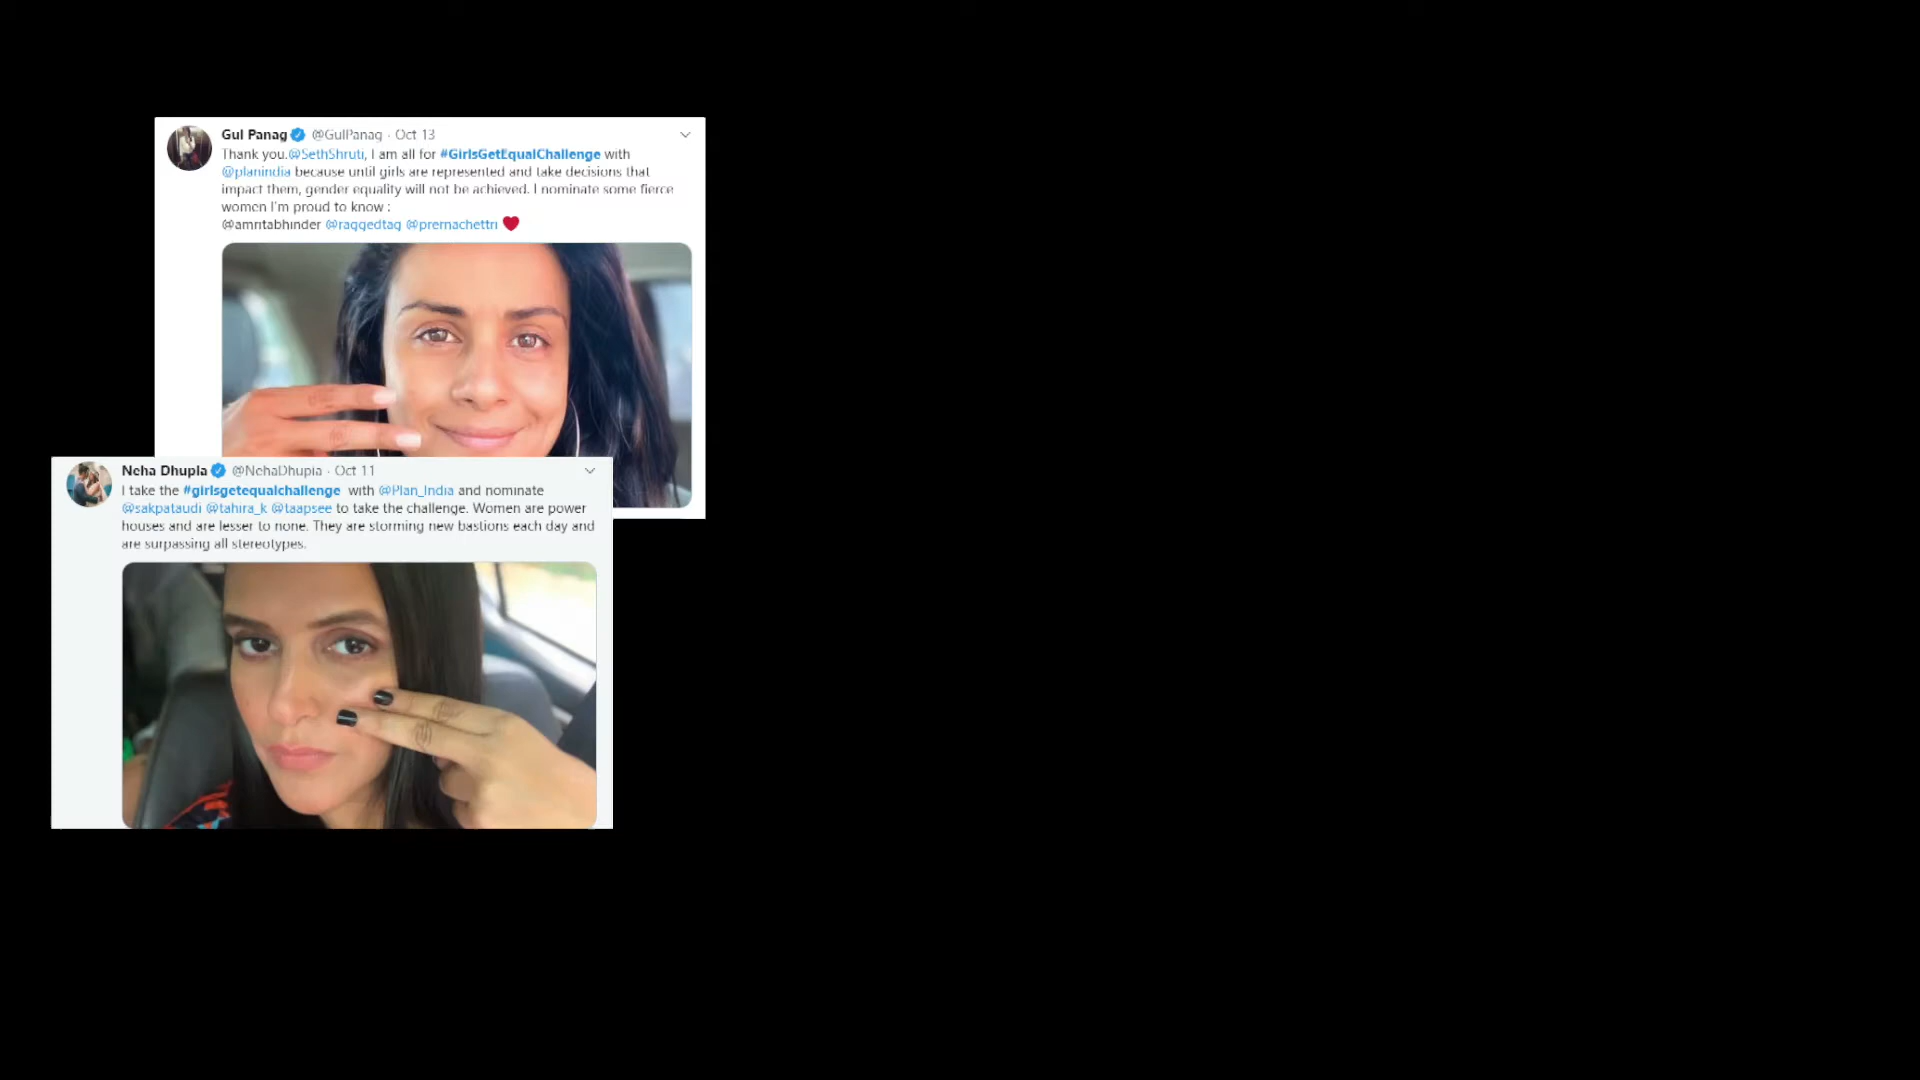 Gul Panag @GulPanag · Oct 13
Thank you.@SethShruti, I am all for #GirlsGetEqualChallenge with
@planindia because until girls are represented and take decisions that
impact them, gender equality will not be achieved. I nominate some fierce
women I'm proud to know :
@amritabhinder @raggedtag @prernachettri ❤
Neha Dhupia @NehaDhupia · Oct 11
I take the #girlsgetequalchallenge with @Plan_India and nominate
@sakpataudi @tahira_k @taapsee to take the challenge. Women are power
houses and are lesser to none. They are storming new bastions each day and
are surpassing all stereotypes.